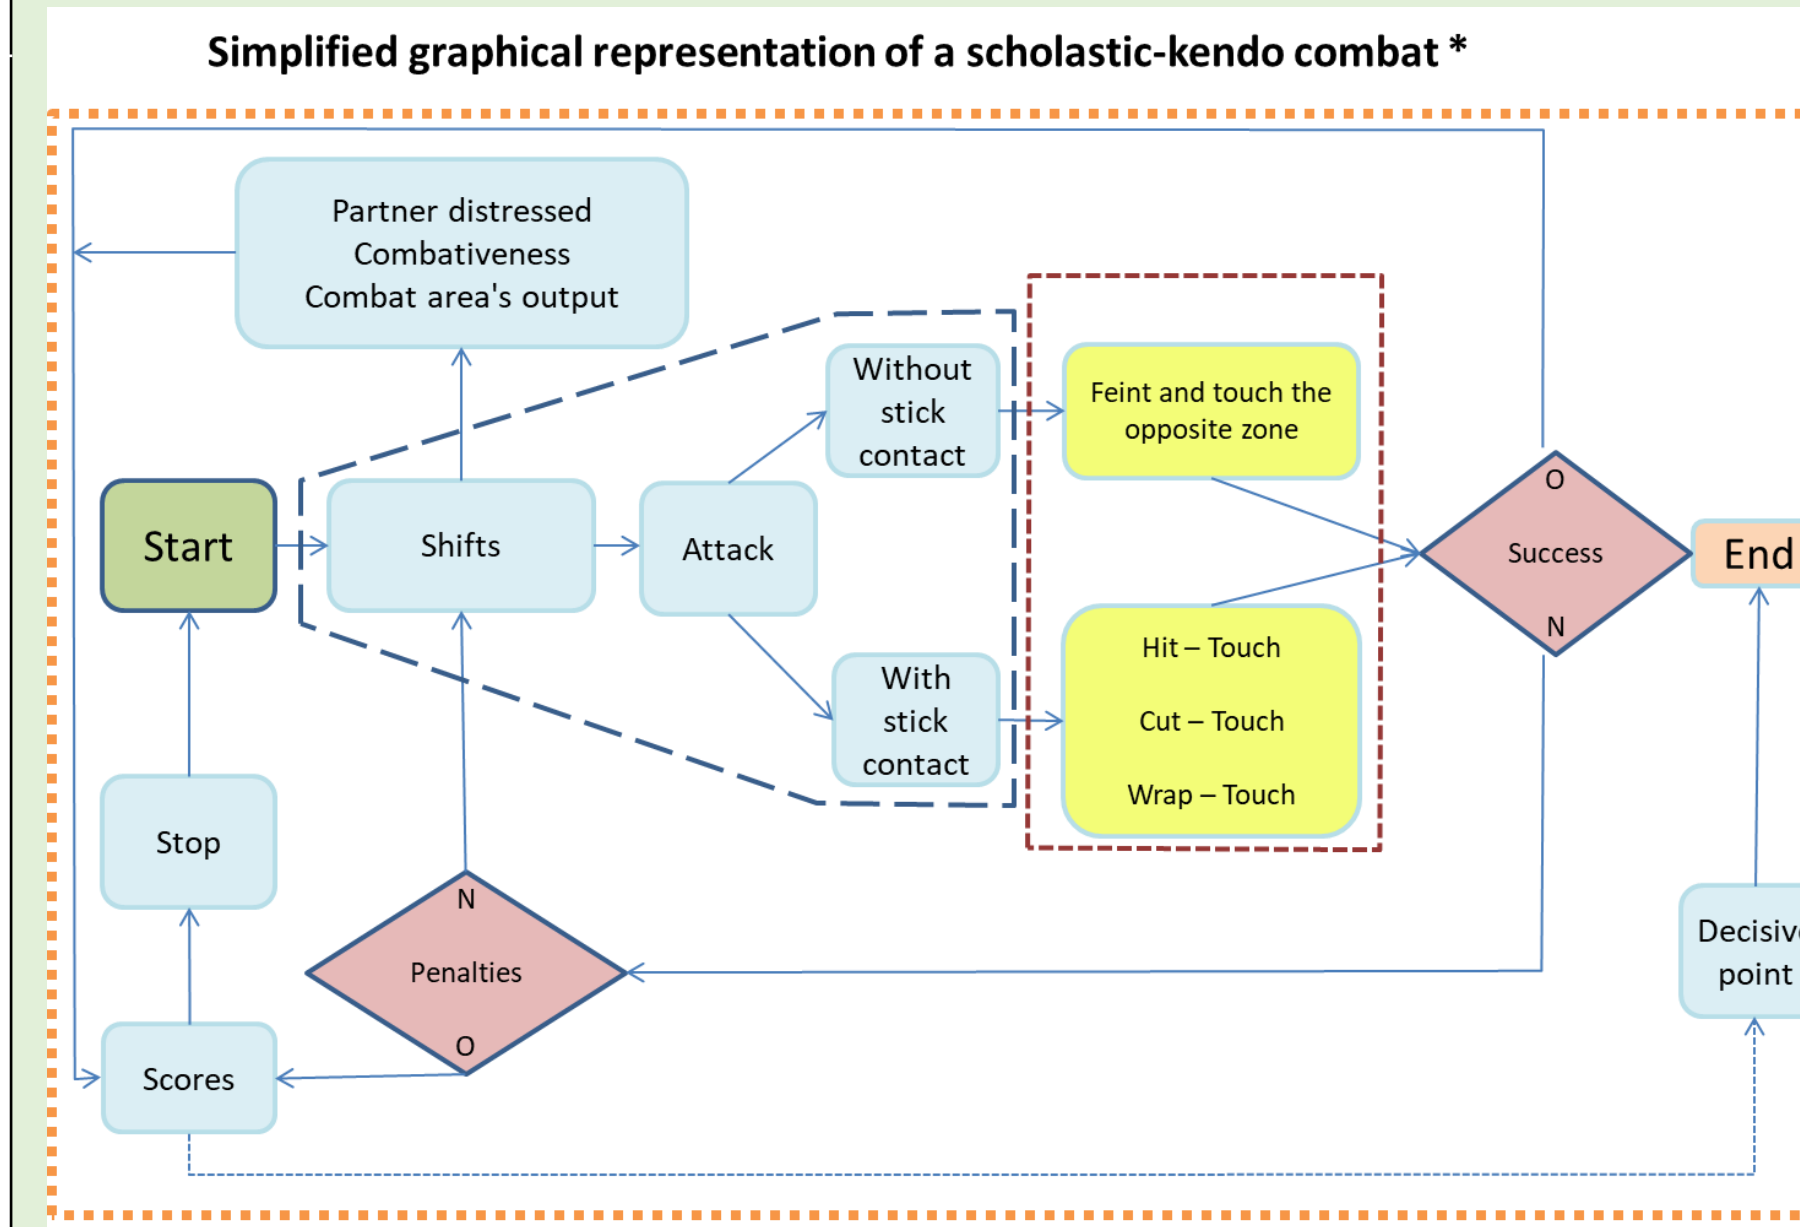 Simplified graphical representation of a scholastic-kendo combat *
Partner distressed
Combativeness
Combat area's output
Without
stick
contact
Feint and touch the
opposite zone
Start
Shifts
Attack
O
Success
N
End
With
stick
contact
Hit – Touch
Cut – Touch
Wrap – Touch
Stop
N
Penalties
O
Decisive
point
Scores